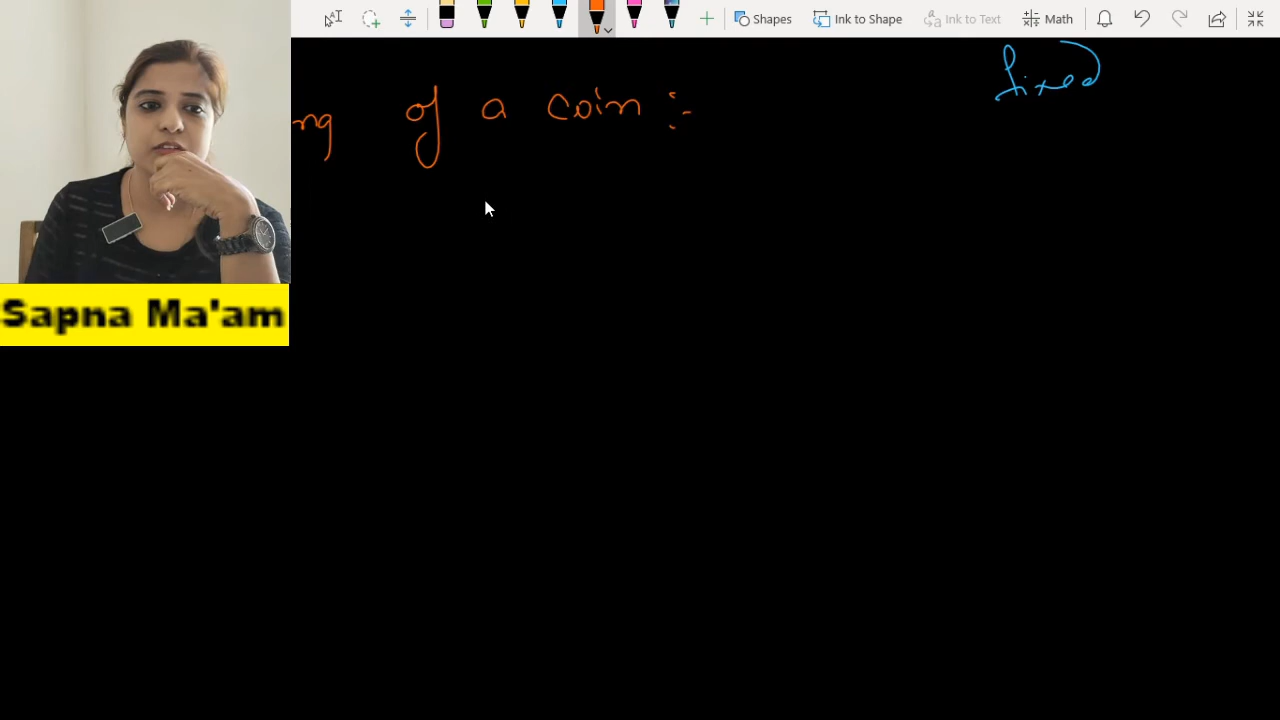 Shapes Ink to Shape Ink to Text Math
fixed
ng of a coin :-
Sapna Ma'am